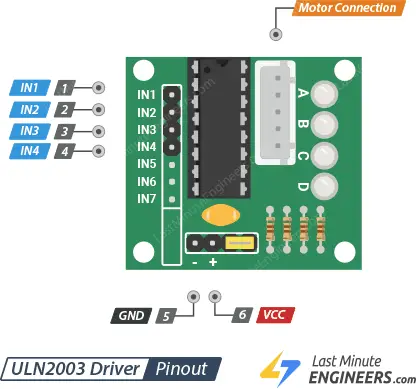 Motor Connection
IN1 1
IN2 2
IN3 3
IN4 4
IN1
IN2
IN3
IN4
IN5
IN6
IN7
A
B
C
D
- +
GND 5
6 VCC
ULN2003 Driver Pinout
Last Minute
ENGINEERS.com